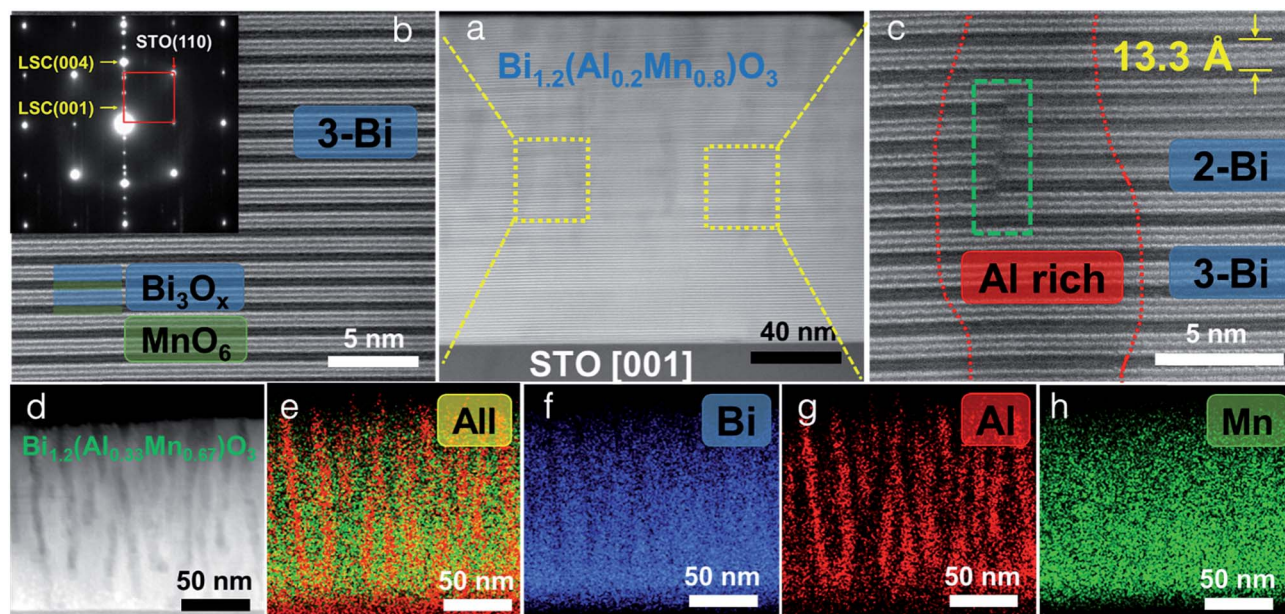 b
STO(110)
LSC(004)
LSC(001)
3-Bi
Bi₃Oₓ
MnO₆
5 nm
a
Bi₁.₂(Al₀.₂Mn₀.₈)O₃
40 nm
STO [001]
c
13.3 Å
2-Bi
Al rich
3-Bi
5 nm
d
Bi₁.₂(Al₀.₃₃Mn₀.₆₇)O₃
50 nm
e
All
50 nm
f
Bi
50 nm
g
Al
50 nm
h
Mn
50 nm